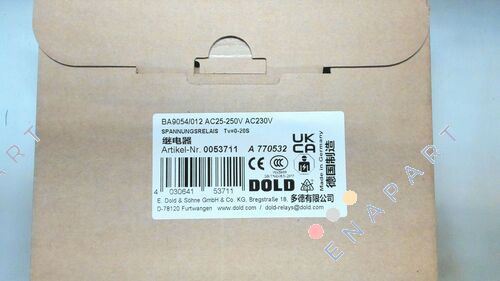 BA9054/012 AC25-250V AC230V
SPANNUNGSRELAIS Tv=0-20S
继电器
Artikel-Nr. 0053711 A 770532
UK
CA
CCC
Made in Germany
德国制造
4 030641 53711
DOLD
E. Dold & Söhne GmbH & Co. KG, Bregstraße 18, 多德有限公司
D-78120 Furtwangen www.dold.com dold-relays@dold.com
ENAPART
ENAPART